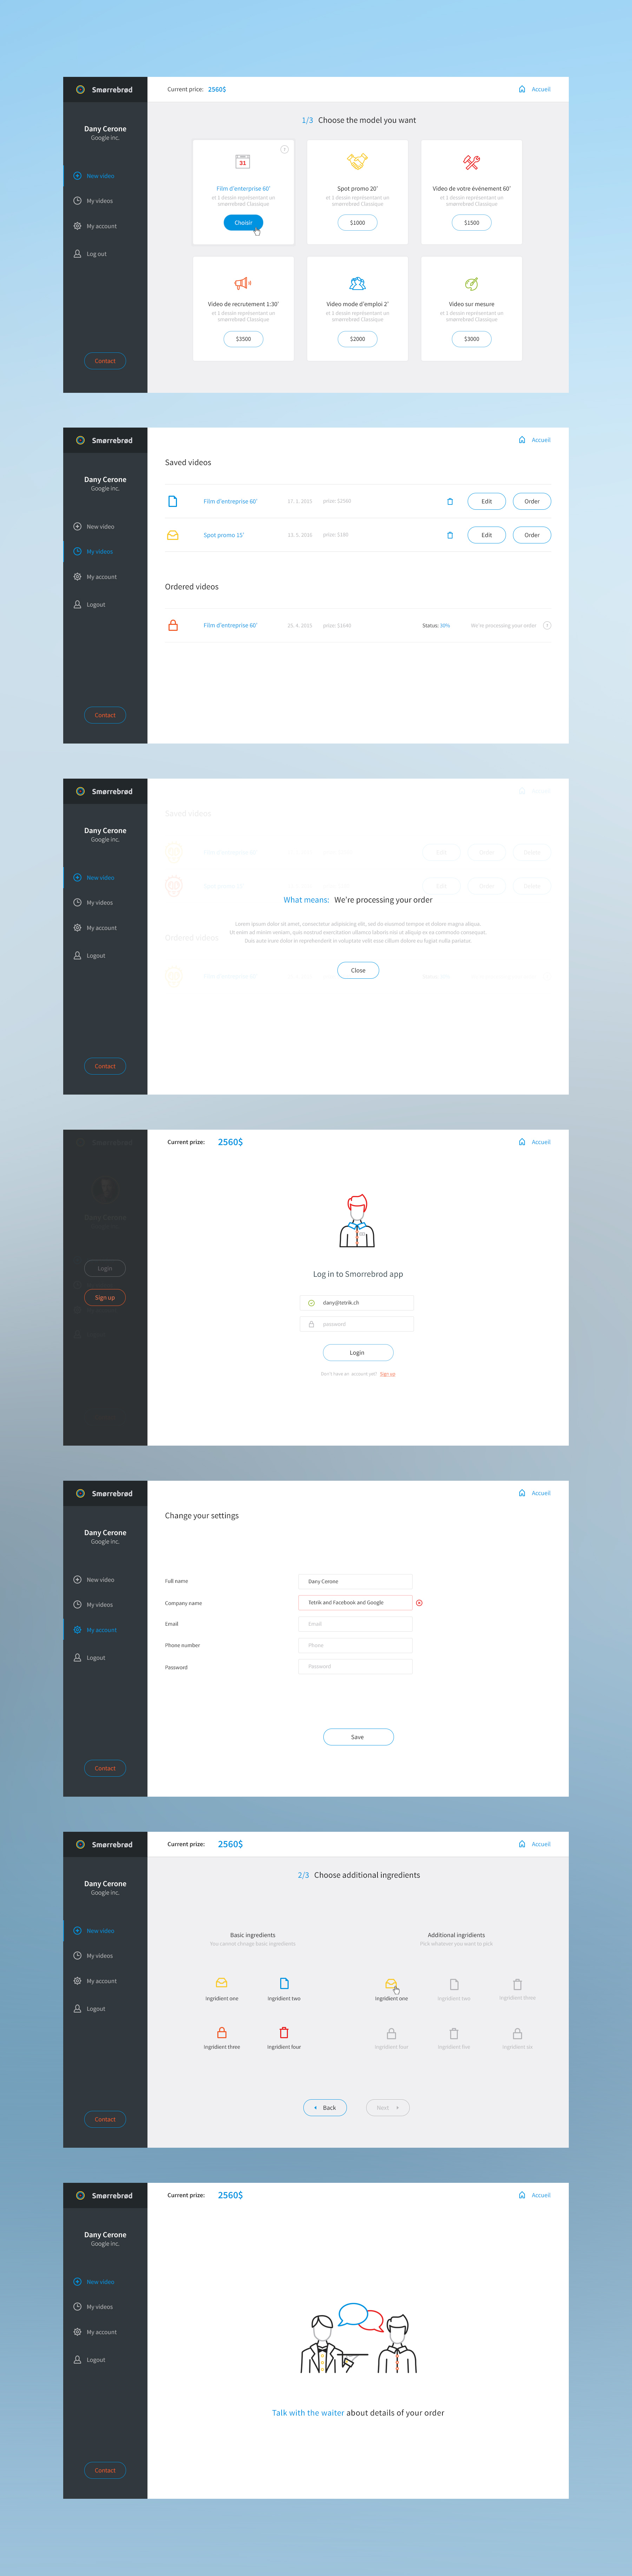 Smørrebrød
Current price: 2560$
Accueil
Dany Cerone
Google inc.
New video
My videos
My account
Log out
Contact
1/3 Choose the model you want
31
Film d'enterprise 60'
et 1 dessin représentant un
smørrebrød Classique
Choisir
Spot promo 20'
et 1 dessin représentant un
smørrebrød Classique
$1000
Video de votre événement 60'
et 1 dessin représentant un
smørrebrød Classique
$1500
Video de recrutement 1:30'
et 1 dessin représentant un
smørrebrød Classique
$3500
Video mode d'emploi 2'
et 1 dessin représentant un
smørrebrød Classique
$2000
Video sur mesure
et 1 dessin représentant un
smørrebrød Classique
$3000
Smørrebrød
Accueil
Dany Cerone
Google inc.
New video
My videos
My account
Logout
Contact
Saved videos
Film d'entreprise 60' 17. 1. 2015 price: $2560 Edit Order
Spot promo 15' 13. 5. 2015 price: $180 Edit Order
Ordered videos
Film d'entreprise 60' 25. 4. 2015 price: $1640 Status: 30% We're processing your order ?
Smørrebrød
Dany Cerone
Google inc.
New video
My videos
My account
Logout
Contact
Saved videos
What means: We're processing your order
Lorem ipsum dolor sit amet, consectetur adipisicing elit, sed do eiusmod tempor et dolore magna aliqua.
Ut enim ad minim veniam, quis nostrud exercitation ullamco laboris nisi ut aliquip ex ea commodo consequat.
Duis aute irure dolor in reprehenderit in voluptate velit esse cillum dolore eu fugiat nulla pariatur.
Ordered videos
Close
Current prize: 2560$
Accueil
Dany Cerone
Login
Sign up
Log in to Smorrebrod app
dany@tetrik.ch
password
Login
Don't have an account jet? Sign up
Smørrebrød
Accueil
Dany Cerone
Google inc.
New video
My videos
My account
Logout
Contact
Change your settings
Full name Dany Cerone
Company name Tetrik and Facebook and Google
Email Email
Phone number Phone
Password Password
Save
Smørrebrød
Current prize: 2560$
Accueil
Dany Cerone
Google inc.
New video
My videos
My account
Logout
Contact
2/3 Choose additional ingredients
Basic ingredients
You cannot change basic ingredients
Additional ingridients
Pick whatever you want to pick
Ingridient one Ingridient two
Ingridient three Ingridient four
Ingridient one Ingridient two Ingridient three
Ingridient four Ingridient five Ingridient six
Back Next
Smørrebrød
Current prize: 2560$
Accueil
Dany Cerone
Google inc.
New video
My videos
My account
Logout
Contact
Talk with the waiter about details of your order